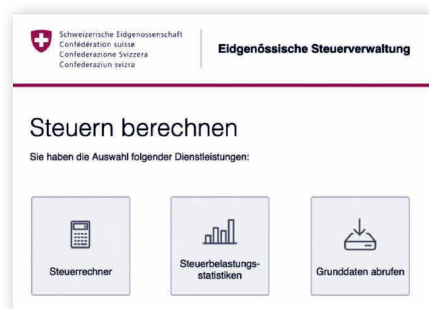 Schweizerische Eidgenossenschaft
Confédération suisse
Confederazione Svizzera
Confederaziun svizra
Eidgenössische Steuerverwaltung
Steuern berechnen
Sie haben die Auswahl folgender Dienstleistungen:
Steuerrechner
Steuerbelastungs-
statistiken
Grunddaten abrufen